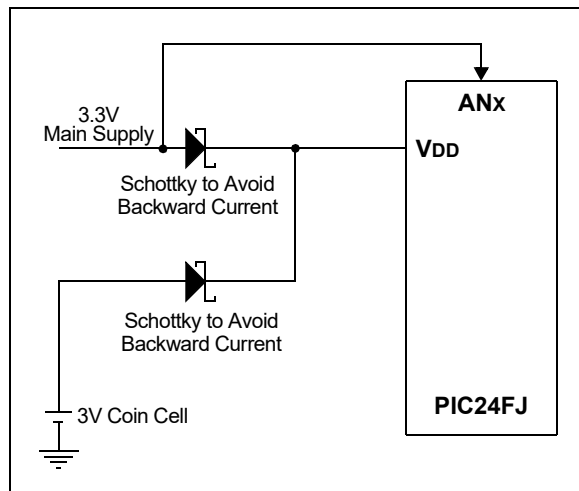 ANx
3.3V
Main Supply
VDD
Schottky to Avoid
Backward Current
Schottky to Avoid
Backward Current
3V Coin Cell
PIC24FJ